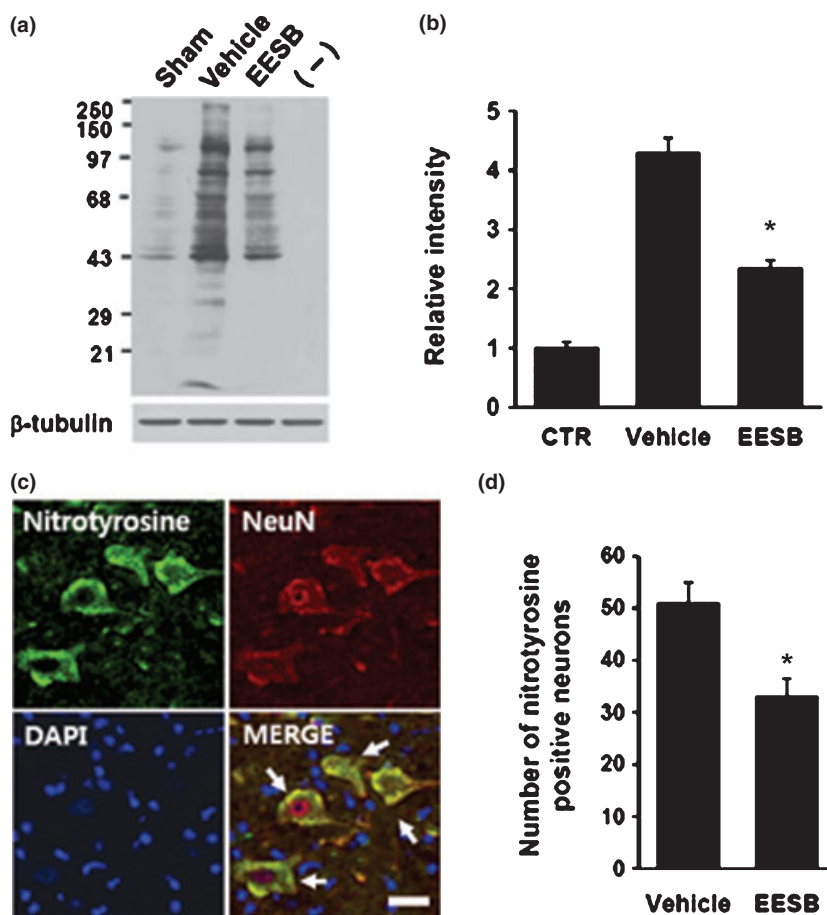 (a)
Sham Vehicle EESB (-)
250
150
97
68
43
29
21
β-tubulin
(b)
Relative intensity
5
4
3
2
1
0
*
CTR Vehicle EESB
(c)
Nitrotyrosine NeuN
DAPI MERGE
(d)
Number of nitrotyrosine
positive neurons
60
50
40
30
20
10
0
*
Vehicle EESB